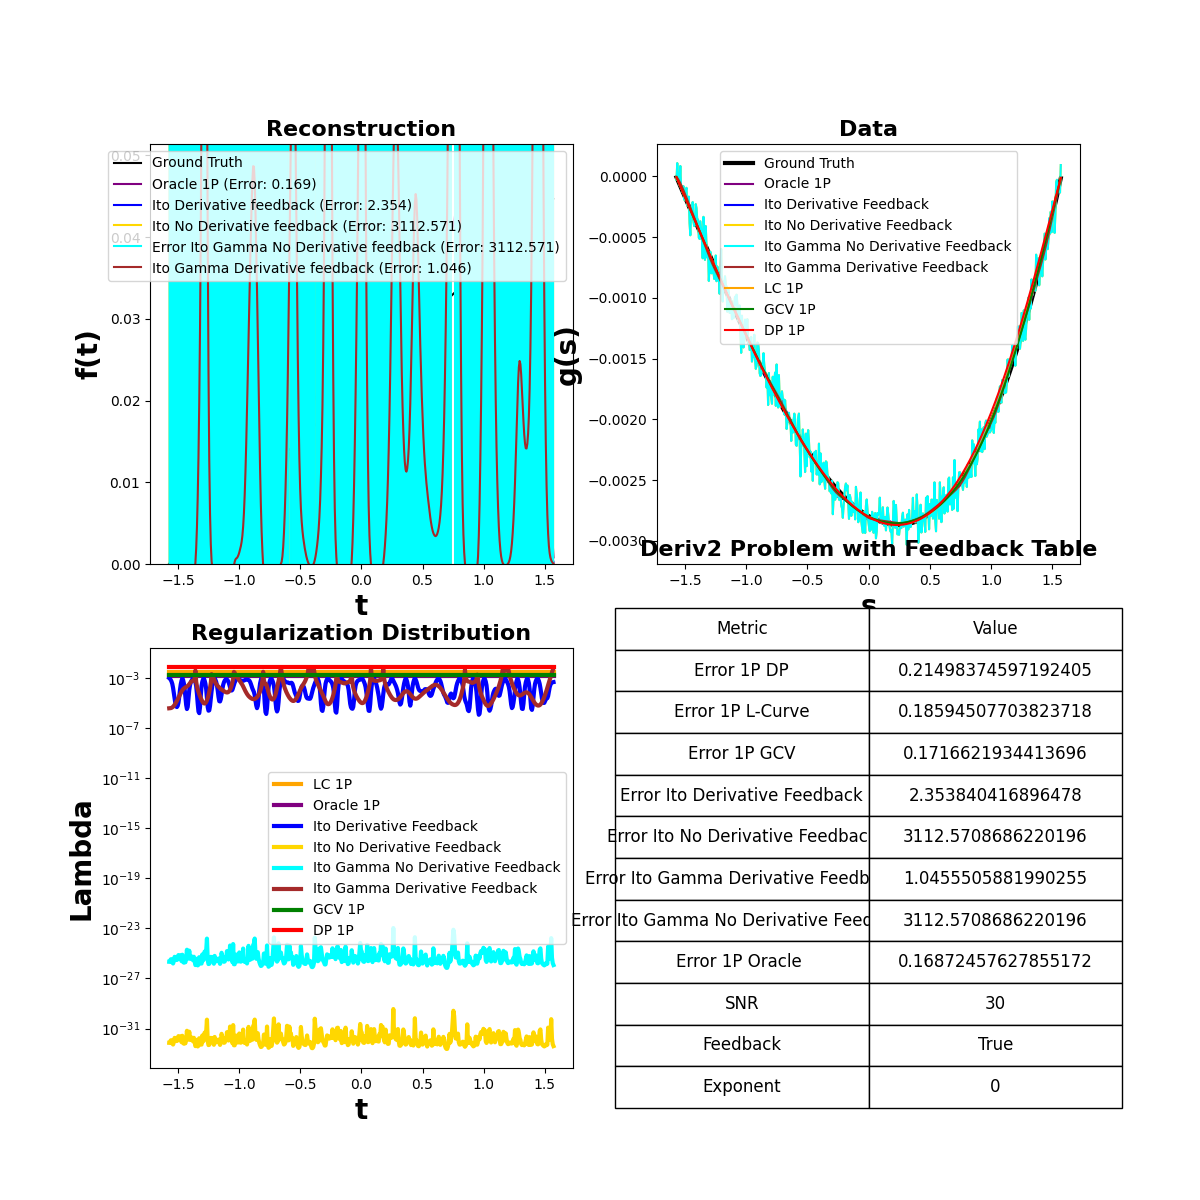 Reconstruction
0.05
0.04
0.03
0.02
0.01
0.00
f(t)
Ground Truth
Oracle 1P (Error: 0.169)
Ito Derivative feedback (Error: 2.354)
Ito No Derivative feedback (Error: 3112.571)
Error Ito Gamma No Derivative feedback (Error: 3112.571)
Ito Gamma Derivative feedback (Error: 1.046)
−1.5 −1.0 −0.5 0.0 0.5 1.0 1.5
t
Data
0.0000
−0.0005
−0.0010
−0.0015
−0.0020
−0.0025
−0.0030
g(s)
Ground Truth
Oracle 1P
Ito Derivative Feedback
Ito No Derivative Feedback
Ito Gamma No Derivative Feedback
Ito Gamma Derivative Feedback
LC 1P
GCV 1P
DP 1P
−1.5 −1.0 −0.5 0.0 0.5 1.0 1.5
s
Regularization Distribution
10−3
10−7
10−11
10−15
10−19
10−23
10−27
10−31
Lambda
LC 1P
Oracle 1P
Ito Derivative Feedback
Ito No Derivative Feedback
Ito Gamma No Derivative Feedback
Ito Gamma Derivative Feedback
GCV 1P
DP 1P
−1.5 −1.0 −0.5 0.0 0.5 1.0 1.5
t
Deriv2 Problem with Feedback Table
Metric Value
Error 1P DP 0.21498374597192405
Error 1P L-Curve 0.18594507703823718
Error 1P GCV 0.1716621934413696
Error Ito Derivative Feedback 2.353840416896478
Error Ito No Derivative Feedbac 3112.5708686220196
Error Ito Gamma Derivative Feedb 1.0455505881990255
Error Ito Gamma No Derivative Feed 3112.5708686220196
Error 1P Oracle 0.16872457627855172
SNR 30
Feedback True
Exponent 0